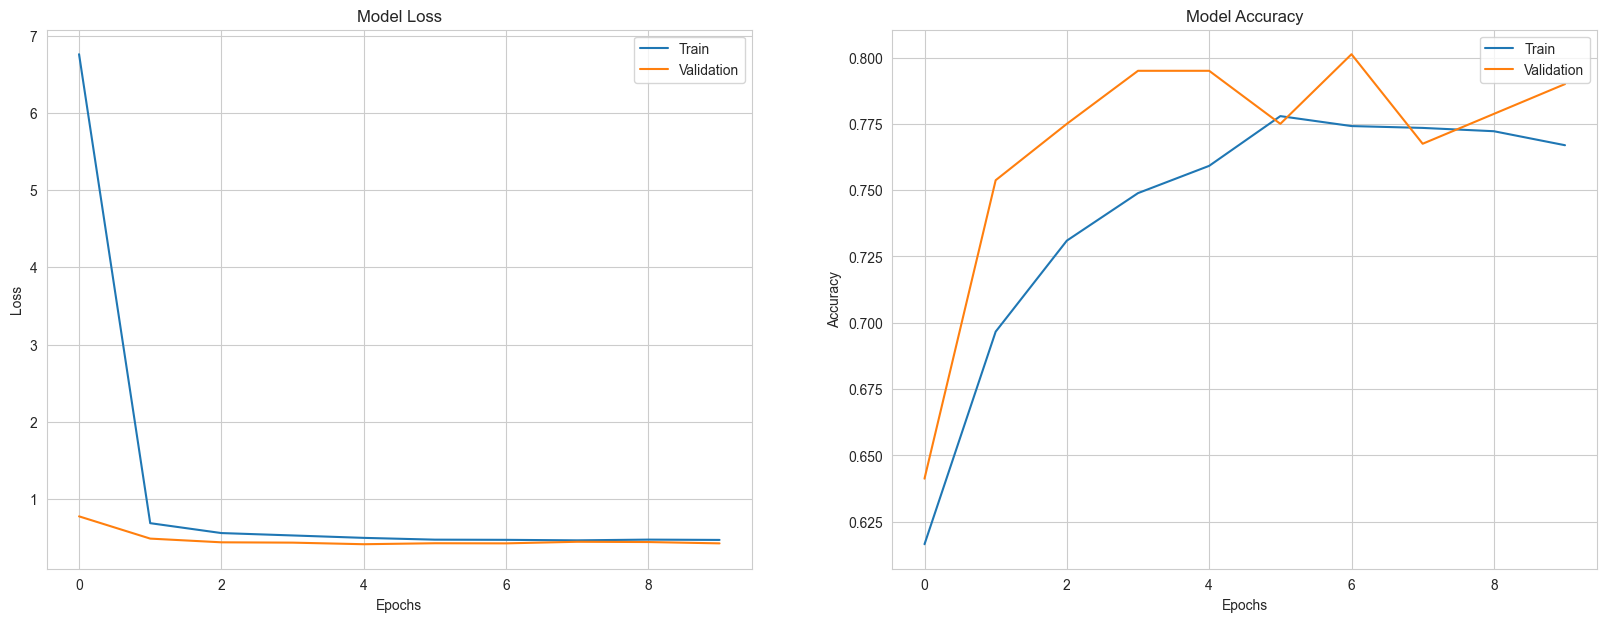 Model Loss
7
6
5
4
3
2
1
Loss
0 2 4 6 8
Epochs
Train
Validation
Model Accuracy
0.800
0.775
0.750
0.725
0.700
0.675
0.650
0.625
Accuracy
0 2 4 6 8
Epochs
Train
Validation